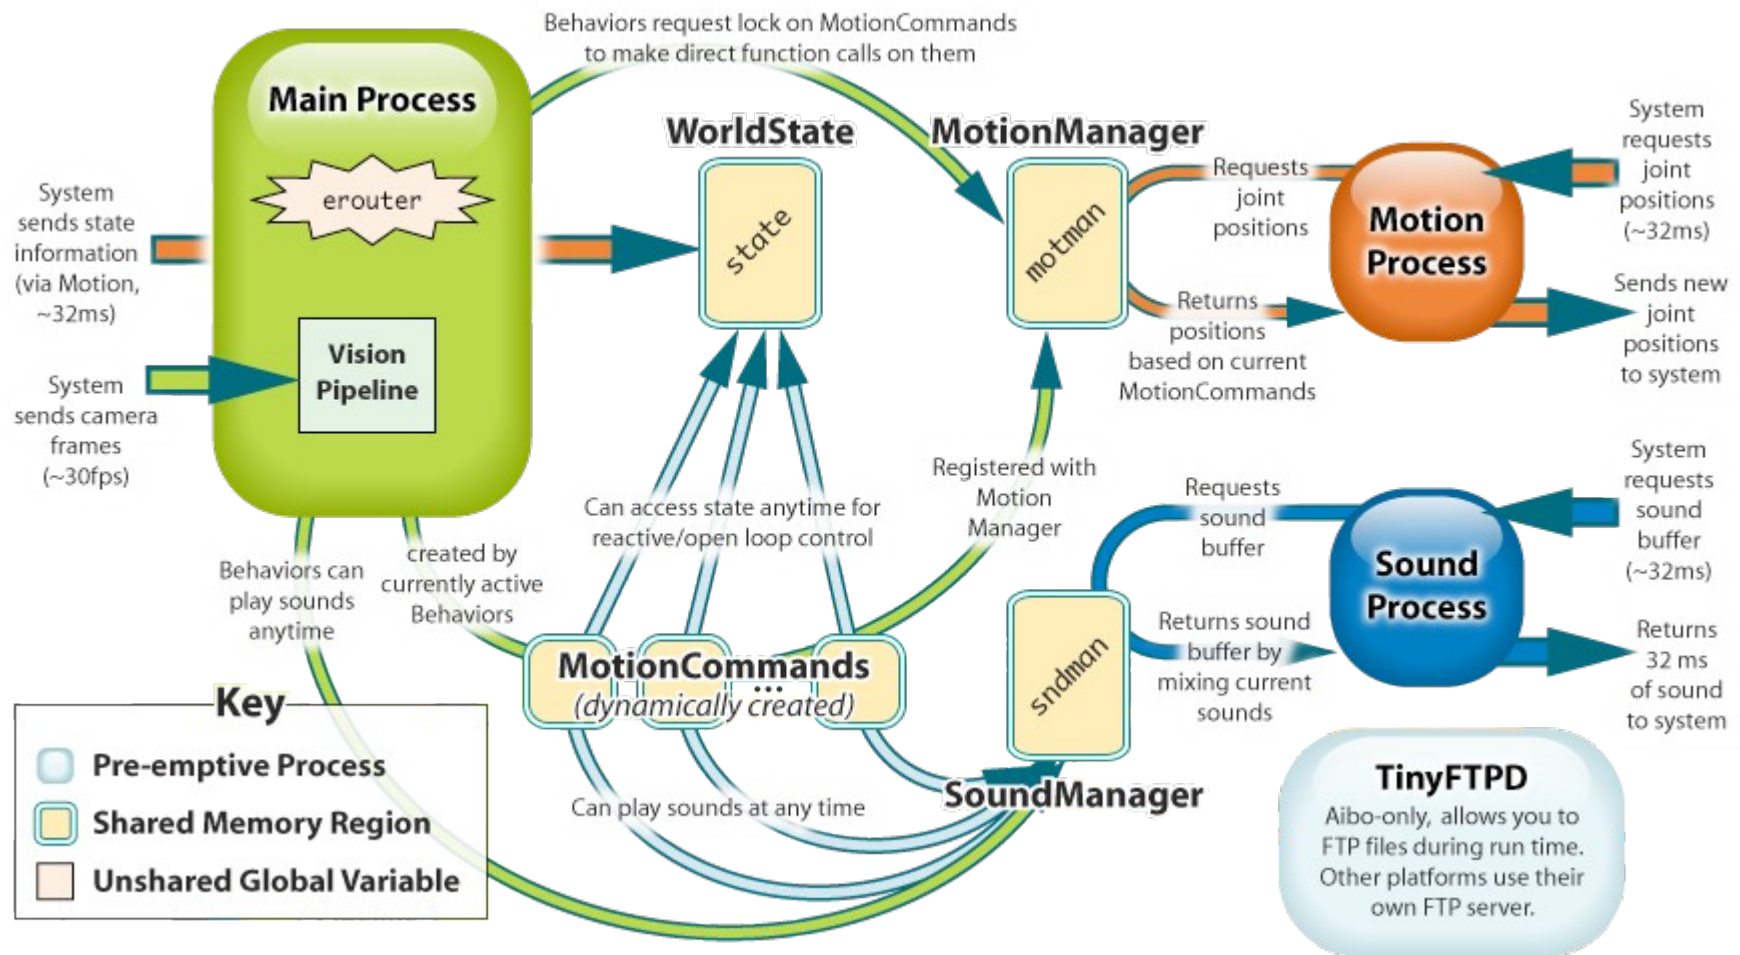 Behaviors request lock on MotionCommands
to make direct function calls on them
Main Process
erouter
Vision
Pipeline
System
sends state
information
(via Motion,
~32ms)
System
sends camera
frames
(~30fps)
WorldState
state
MotionManager
motman
Requests
joint
positions
Returns
positions
based on current
MotionCommands
Motion
Process
System
requests
joint
positions
(~32ms)
Sends new
joint
positions
to system
Can access state anytime for
reactive/open loop control
Registered with
Motion
Manager
Behaviors can
play sounds
anytime
created by
currently active
Behaviors
MotionCommands
...
(dynamically created)
Can play sounds at any time
sndman
SoundManager
Requests
sound
buffer
Returns sound
buffer by
mixing current
sounds
Sound
Process
System
requests
sound
buffer
(~32ms)
Returns
32 ms
of sound
to system
Key
Pre-emptive Process
Shared Memory Region
Unshared Global Variable
TinyFTPD
Aibo-only, allows you to
FTP files during run time.
Other platforms use their
own FTP server.